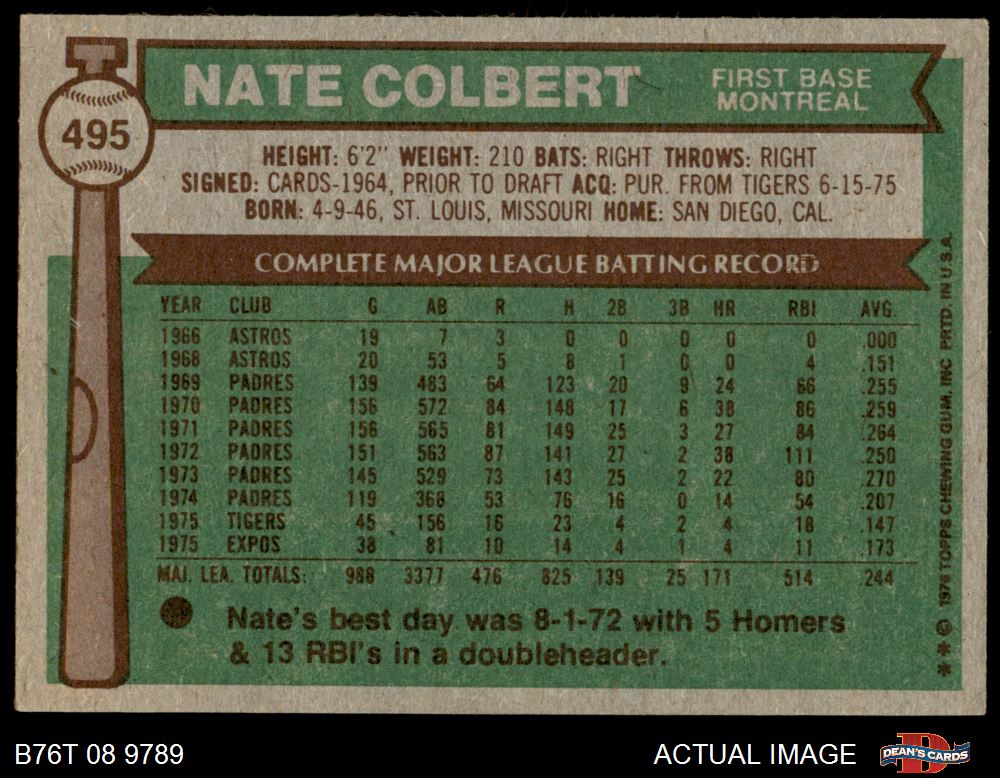 495
NATE COLBERT
FIRST BASE
MONTREAL
HEIGHT: 6'2" WEIGHT: 210 BATS: RIGHT THROWS: RIGHT
SIGNED: CARDS-1964, PRIOR TO DRAFT ACQ: PUR. FROM TIGERS 6-15-75
BORN: 4-9-46, ST. LOUIS, MISSOURI HOME: SAN DIEGO, CAL.
COMPLETE MAJOR LEAGUE BATTING RECORD
YEAR CLUB G AB R H 2B 3B HR RBI AVG.
1966 ASTROS 19 7 3 0 0 0 0 0 .000
1968 ASTROS 20 53 5 8 1 0 0 4 .151
1969 PADRES 139 483 64 123 20 9 24 66 .255
1970 PADRES 156 572 84 148 17 6 38 86 .259
1971 PADRES 156 565 81 149 25 3 27 84 .264
1972 PADRES 151 563 87 141 27 2 38 111 .250
1973 PADRES 145 529 73 143 25 2 22 80 .270
1974 PADRES 119 368 53 76 16 0 14 54 .207
1975 TIGERS 45 156 16 23 4 2 4 18 .147
1975 EXPOS 38 81 10 14 4 1 4 11 .173
MAJ. LEA. TOTALS: 988 3377 476 825 139 25 171 514 .244
Nate's best day was 8-1-72 with 5 Homers
& 13 RBI's in a doubleheader.
** © 1976 TOPPS CHEWING GUM, INC PRTD. IN U.S.A.
B76T 08 9789
ACTUAL IMAGE
D
DEAN'S CARDS